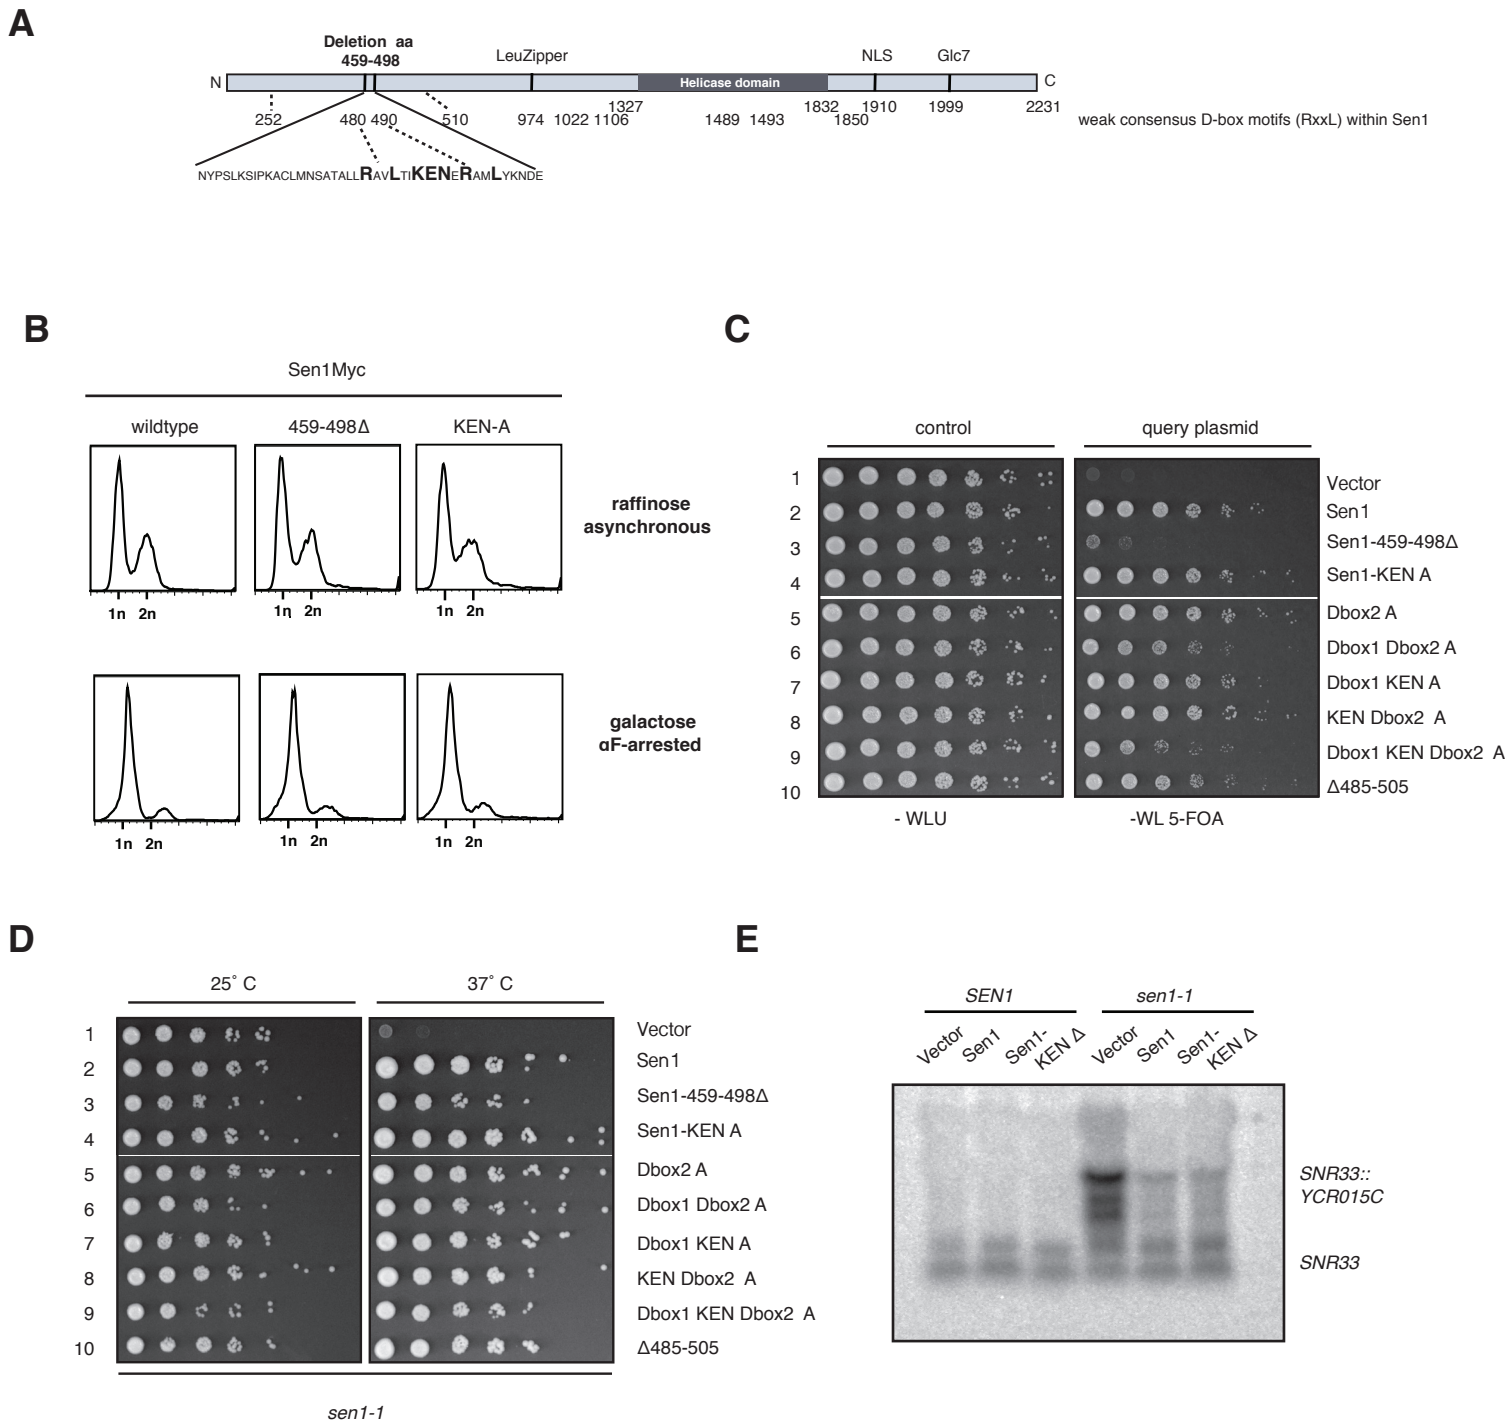 A
Deletion aa
459-498
LeuZipper
NLS
Glc7
N
Helicase domain
C
252
480 490
510
974
1022 1106
1327
1489 1493
1832
1850
1910
1999
2231
weak consensus D-box motifs (RxxL) within Sen1
NYPSLKSIPKACLMNSATALLRAVLTIKENERAMLYKNDE
B
Sen1Myc
wildtype
459-498Δ
KEN-A
raffinose
asynchronous
1n 2n
1n 2n
1n 2n
galactose
αF-arrested
1n 2n
1n 2n
1n 2n
C
control
query plasmid
1
Vector
2
Sen1
3
Sen1-459-498Δ
4
Sen1-KEN A
5
Dbox2 A
6
Dbox1 Dbox2 A
7
Dbox1 KEN A
8
KEN Dbox2 A
9
Dbox1 KEN Dbox2 A
10
Δ485-505
- WLU
-WL 5-FOA
D
25° C
37° C
1
Vector
2
Sen1
3
Sen1-459-498Δ
4
Sen1-KEN A
5
Dbox2 A
6
Dbox1 Dbox2 A
7
Dbox1 KEN A
8
KEN Dbox2 A
9
Dbox1 KEN Dbox2 A
10
Δ485-505
sen1-1
E
SEN1
sen1-1
Vector
Sen1
Sen1-
KEN Δ
Vector
Sen1
Sen1-
KEN Δ
SNR33::
YCR015C
SNR33